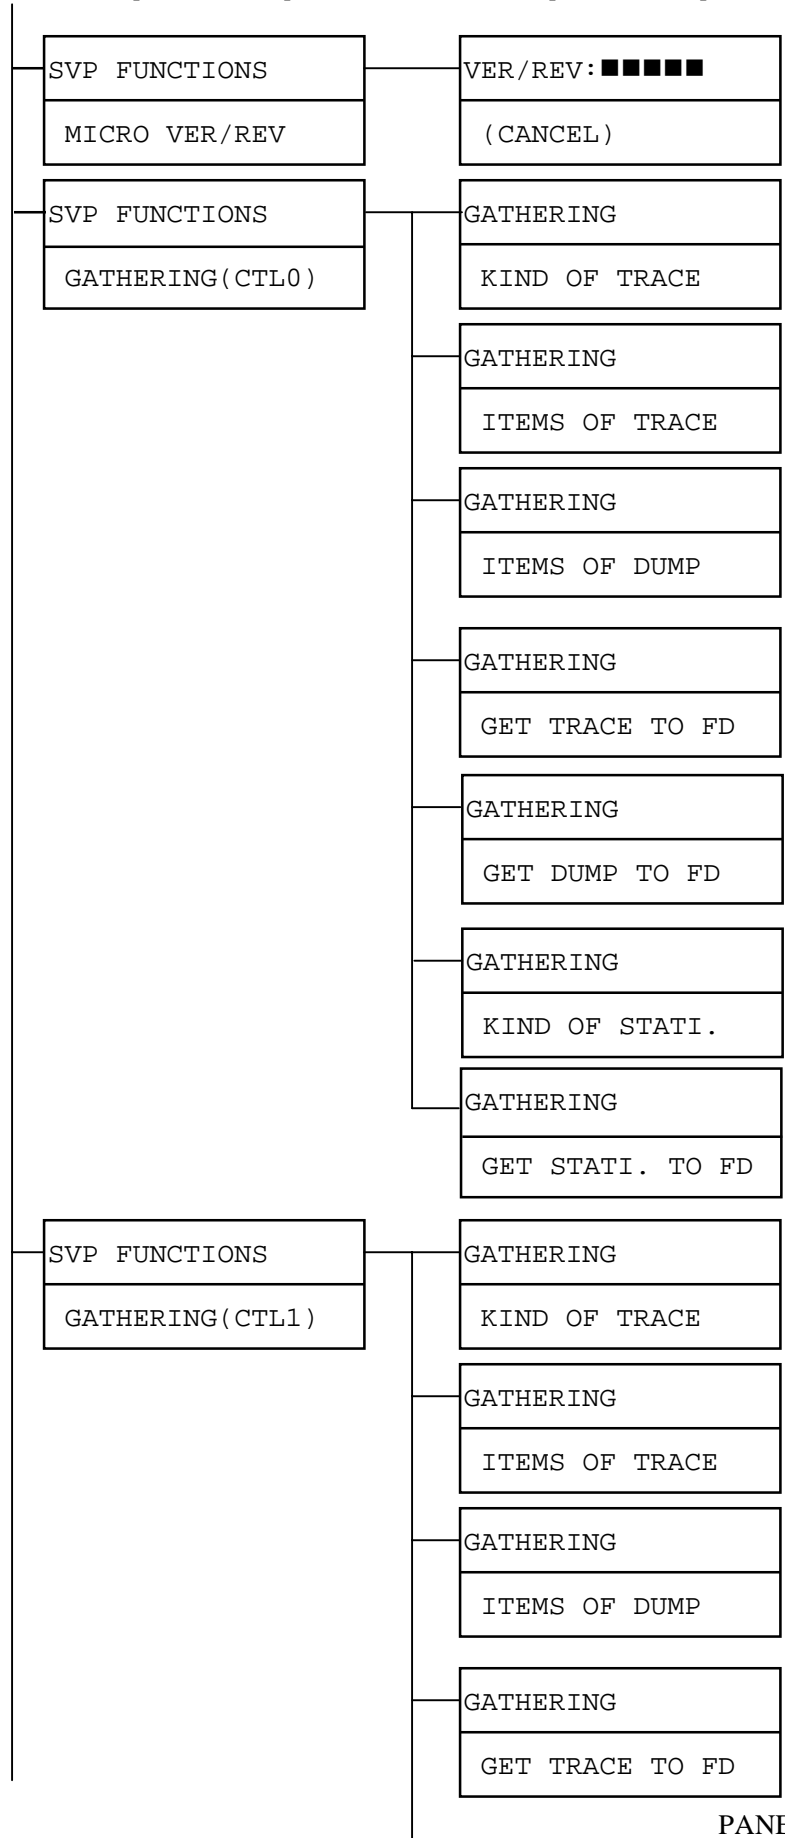 SVP FUNCTIONS
MICRO VER/REV
VER/REV:■■■■■
(CANCEL)
SVP FUNCTIONS
GATHERING(CTL0)
GATHERING
KIND OF TRACE
GATHERING
ITEMS OF TRACE
GATHERING
ITEMS OF DUMP
GATHERING
GET TRACE TO FD
GATHERING
GET DUMP TO FD
GATHERING
KIND OF STATI.
GATHERING
GET STATI. TO FD
SVP FUNCTIONS
GATHERING(CTL1)
GATHERING
KIND OF TRACE
GATHERING
ITEMS OF TRACE
GATHERING
ITEMS OF DUMP
GATHERING
GET TRACE TO FD
PANE